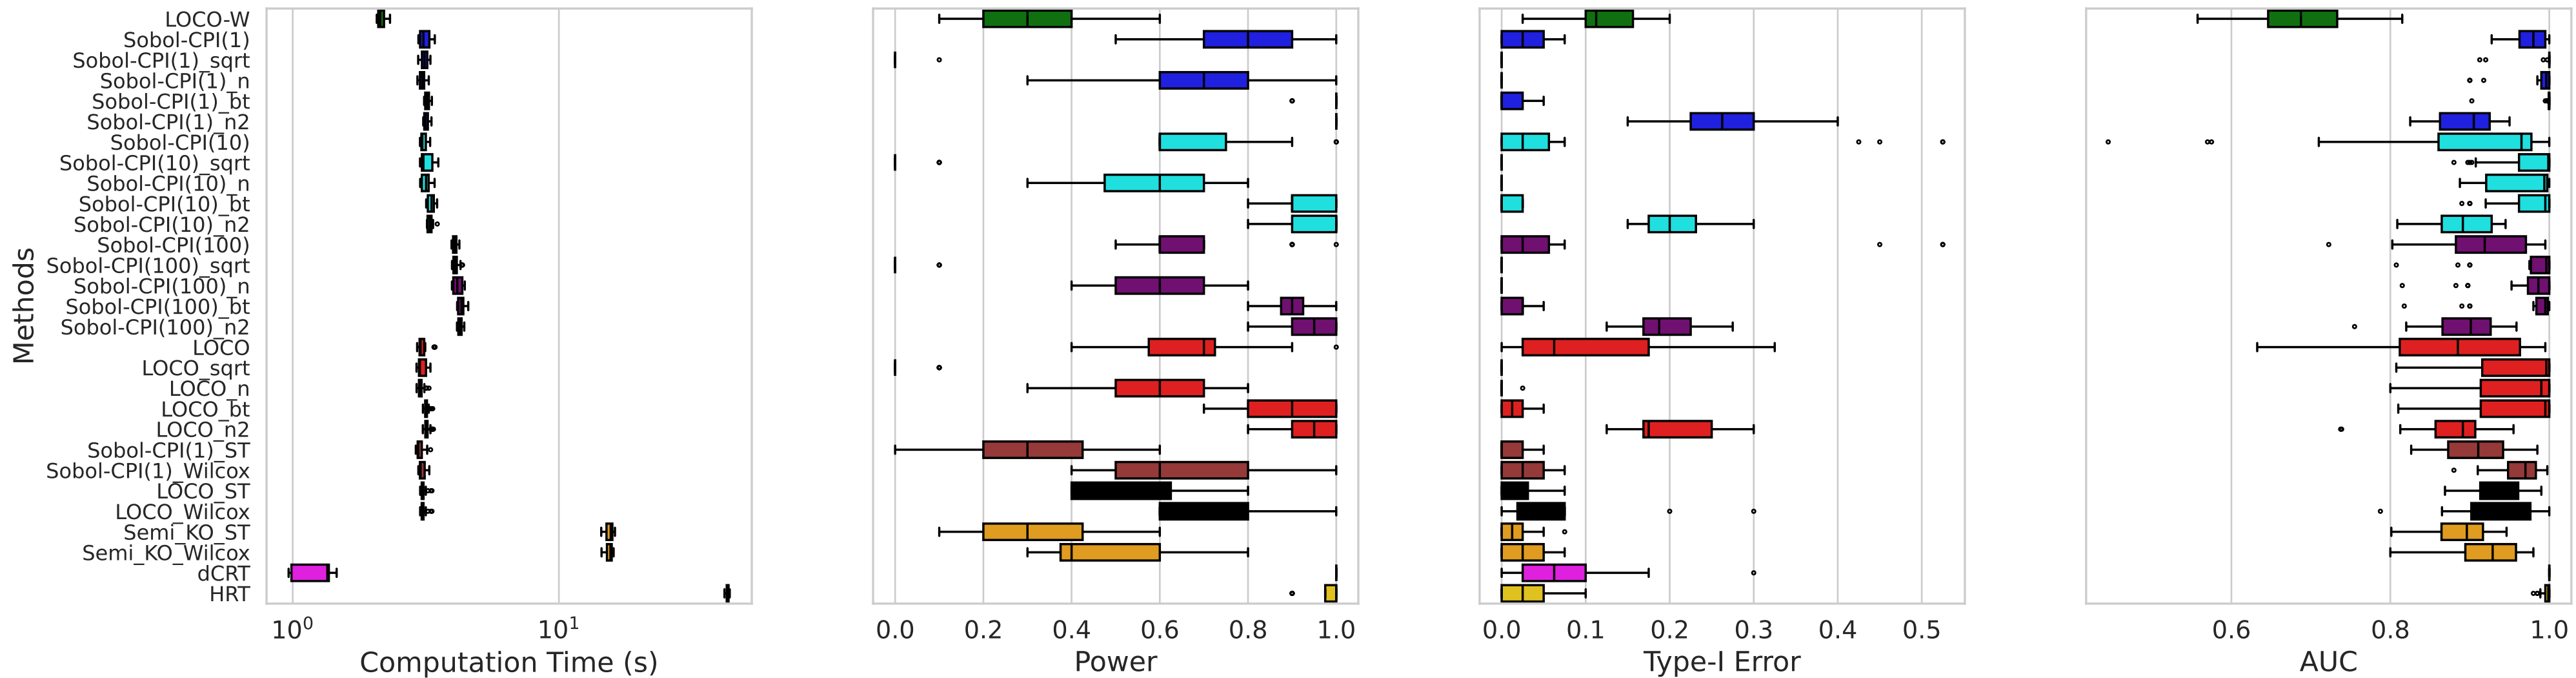 Methods
LOCO-W
Sobol-CPI(1)
Sobol-CPI(1)_sqrt
Sobol-CPI(1)_n
Sobol-CPI(1)_bt
Sobol-CPI(1)_n2
Sobol-CPI(10)
Sobol-CPI(10)_sqrt
Sobol-CPI(10)_n
Sobol-CPI(10)_bt
Sobol-CPI(10)_n2
Sobol-CPI(100)
Sobol-CPI(100)_sqrt
Sobol-CPI(100)_n
Sobol-CPI(100)_bt
Sobol-CPI(100)_n2
LOCO
LOCO_sqrt
LOCO_n
LOCO_bt
LOCO_n2
Sobol-CPI(1)_ST
Sobol-CPI(1)_Wilcox
LOCO_ST
LOCO_Wilcox
Semi_KO_ST
Semi_KO_Wilcox
dCRT
HRT
10⁰ 10¹
Computation Time (s)
0.0 0.2 0.4 0.6 0.8 1.0
Power
0.0 0.1 0.2 0.3 0.4 0.5
Type-I Error
0.6 0.8 1.0
AUC